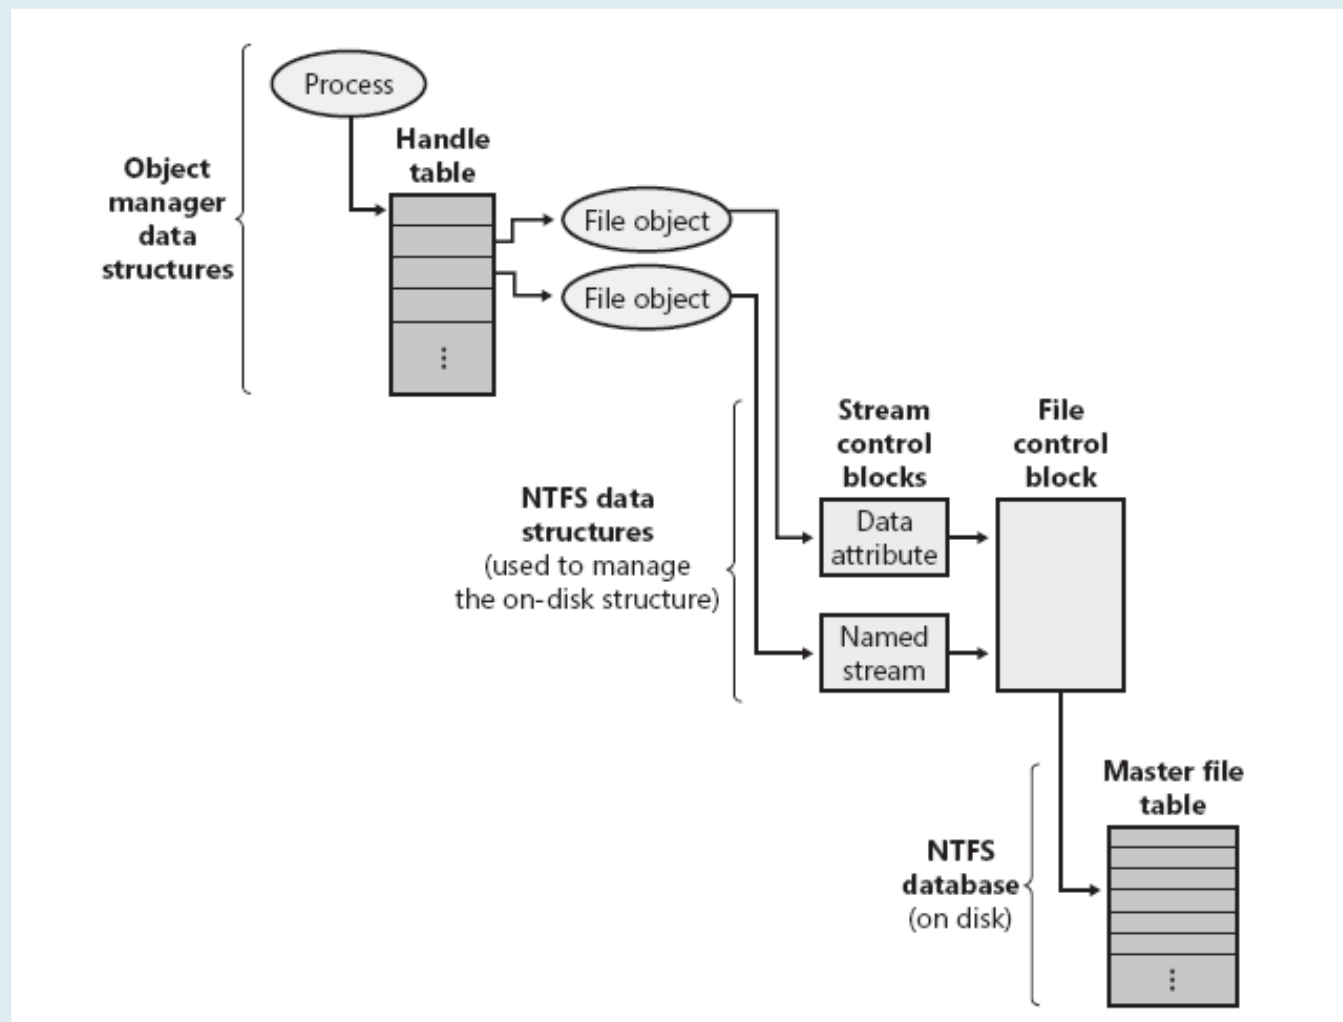 Process
Handle
table
Object
manager
data
structures
File object
File object
⋮
Stream
control
blocks
File
control
block
NTFS data
structures
(used to manage
the on-disk structure)
Data
attribute
Named
stream
Master file
table
NTFS
database
(on disk)
⋮